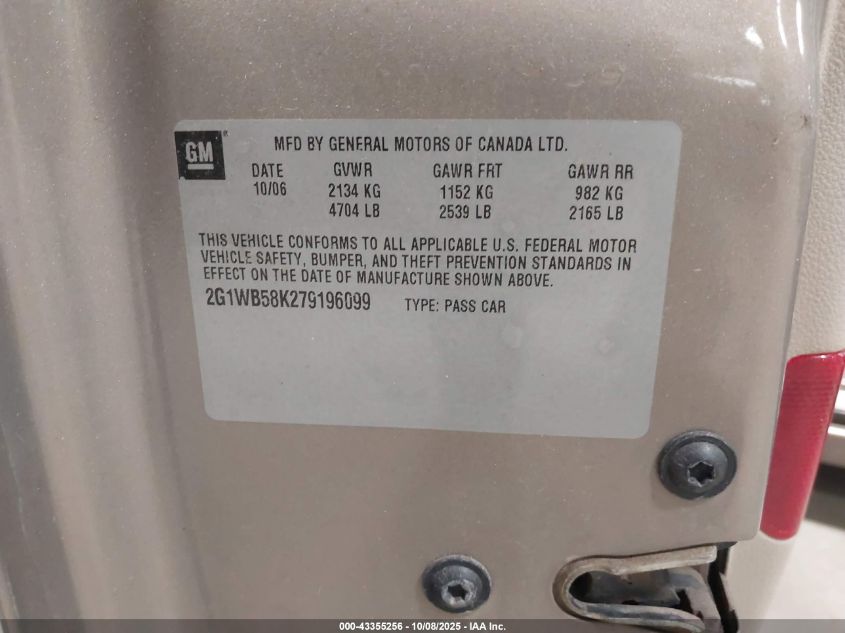 GM
MFD BY GENERAL MOTORS OF CANADA LTD.
DATE GVWR GAWR FRT GAWR RR
10/06 2134 KG 1152 KG 982 KG
4704 LB 2539 LB 2165 LB
THIS VEHICLE CONFORMS TO ALL APPLICABLE U.S. FEDERAL MOTOR
VEHICLE SAFETY, BUMPER, AND THEFT PREVENTION STANDARDS IN
EFFECT ON THE DATE OF MANUFACTURE SHOWN ABOVE.
2G1WB58K279196099 TYPE: PASS CAR
000-43355256 - 10/08/2025 - IAA Inc.